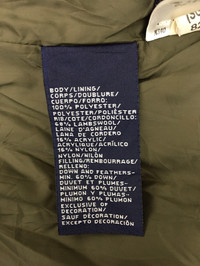 BODY/LINING/
CORPS/DOUBLURE/
CUERPO/FORRO:
100% POLYESTER/
POLYESTER/POLIÉSTER
RIB/CÔTE/CORDONCILLO:
68% LAMBSWOOL/
LAINE D'AGNEAU/
LANA DE CORDERO
16% ACRYLIC/
ACRYLIQUE/ACRÍLICO
16% NYLON/
NYLON/NILÓN
FILLING/REMBOURRAGE/
RELLENO:
DOWN AND FEATHERS-
MIN. 60% DOWN/
DUVET ET PLUMES-
MINIMUM 60% DUVET/
PLUMÓN Y PLUMAS-
MÍNIMO 60% PLUMÓN
EXCLUSIVE OF
DECORATION/
SAUF DÉCORATION/
EXCEPTO DECORACIÓN